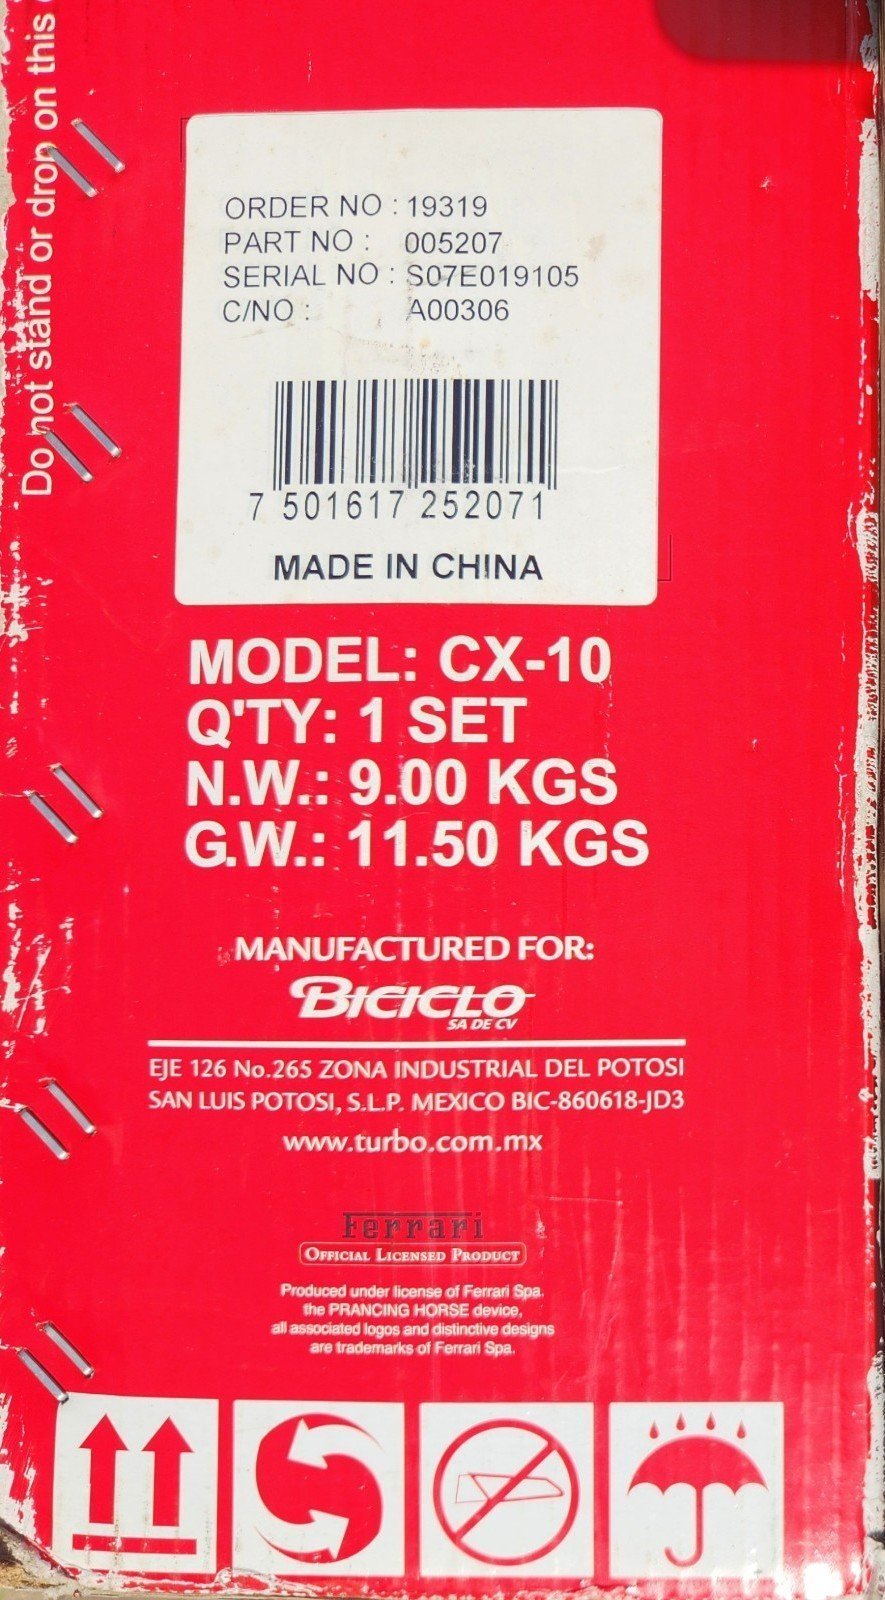 Do not stand or drop on this
ORDER NO : 19319
PART NO : 005207
SERIAL NO : S07E019105
C/NO : A00306
7 501617 252071
MADE IN CHINA
MODEL: CX-10
Q'TY: 1 SET
N.W.: 9.00 KGS
G.W.: 11.50 KGS
MANUFACTURED FOR:
BICICLO
SA DE CV
EJE 126 No.265 ZONA INDUSTRIAL DEL POTOSI
SAN LUIS POTOSI, S.L.P. MEXICO BIC-860618-JD3
www.turbo.com.mx
Ferrari
OFFICIAL LICENSED PRODUCT
Produced under license of Ferrari Spa.
the PRANCING HORSE device,
all associated logos and distinctive designs
are trademarks of Ferrari Spa.